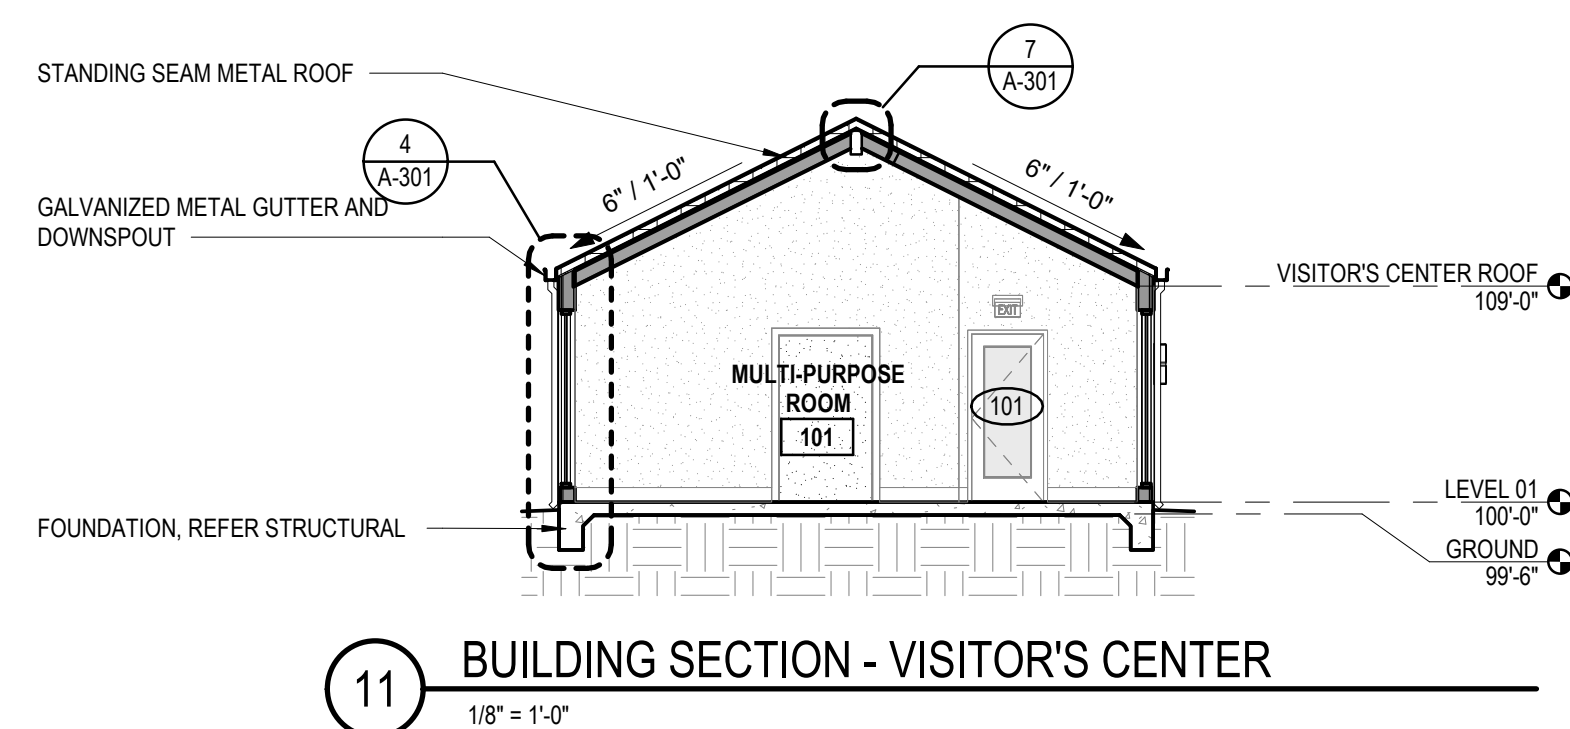 7
A-301
STANDING SEAM METAL ROOF
4
A-301
6" / 1'-0"
6" / 1'-0"
GALVANIZED METAL GUTTER AND
DOWNSPOUT
VISITOR'S CENTER ROOF
109'-0"
EXIT
MULTI-PURPOSE
ROOM
101
101
LEVEL 01
100'-0"
FOUNDATION, REFER STRUCTURAL
GROUND
99'-6"
11
BUILDING SECTION - VISITOR'S CENTER
1/8" = 1'-0"